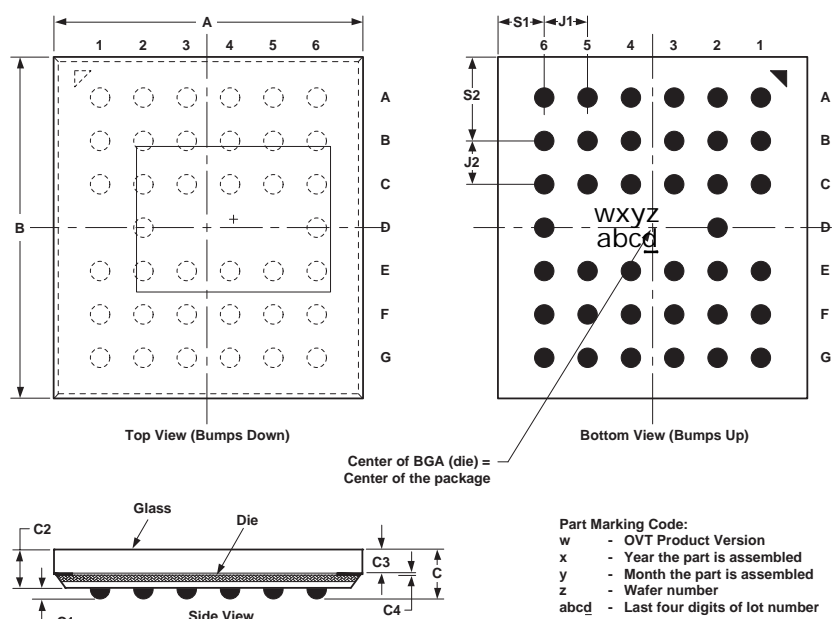 A
S1 J1
1 2 3 4 5 6
6 5 4 3 2 1
A
B
C
D
E
F
G
B
S2
J2
A
B
C
D
E
F
G
wxyz
abcd
Top View (Bumps Down)
Bottom View (Bumps Up)
Center of BGA (die) =
Center of the package
Glass
Die
C2
C3
C
C4
Side View
Part Marking Code:
w - OVT Product Version
x - Year the part is assembled
y - Month the part is assembled
z - Wafer number
abcd - Last four digits of lot number